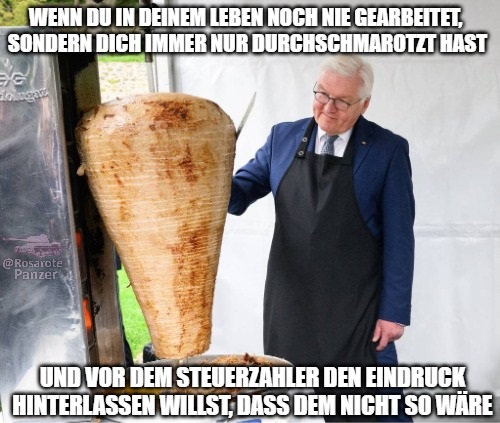 WENN DU IN DEINEM LEBEN NOCH NIE GEARBEITET,
SONDERN DICH IMMER NUR DURCHSCHMAROTZT HAST
@Rosarote
Panzer
UND VOR DEM STEUERZAHLER DEN EINDRUCK
HINTERLASSEN WILLST, DASS DEM NICHT SO WÄRE